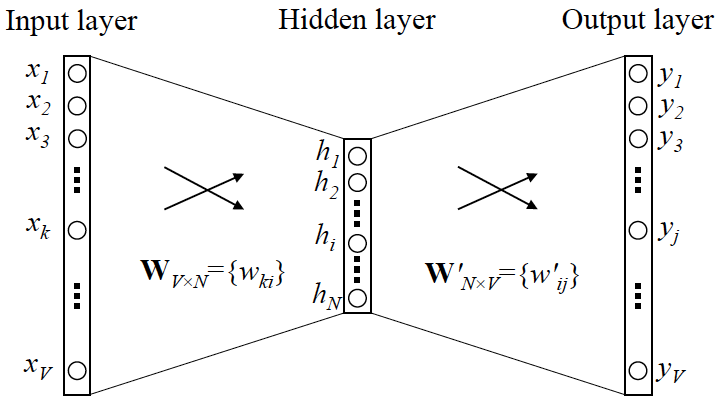 Input layer Hidden layer Output layer
x1 y1
x2 y2
x3 y3
h1
h2
xk hi yj
W V×N={wki} W'N×V={w'ij}
hN
xV yV